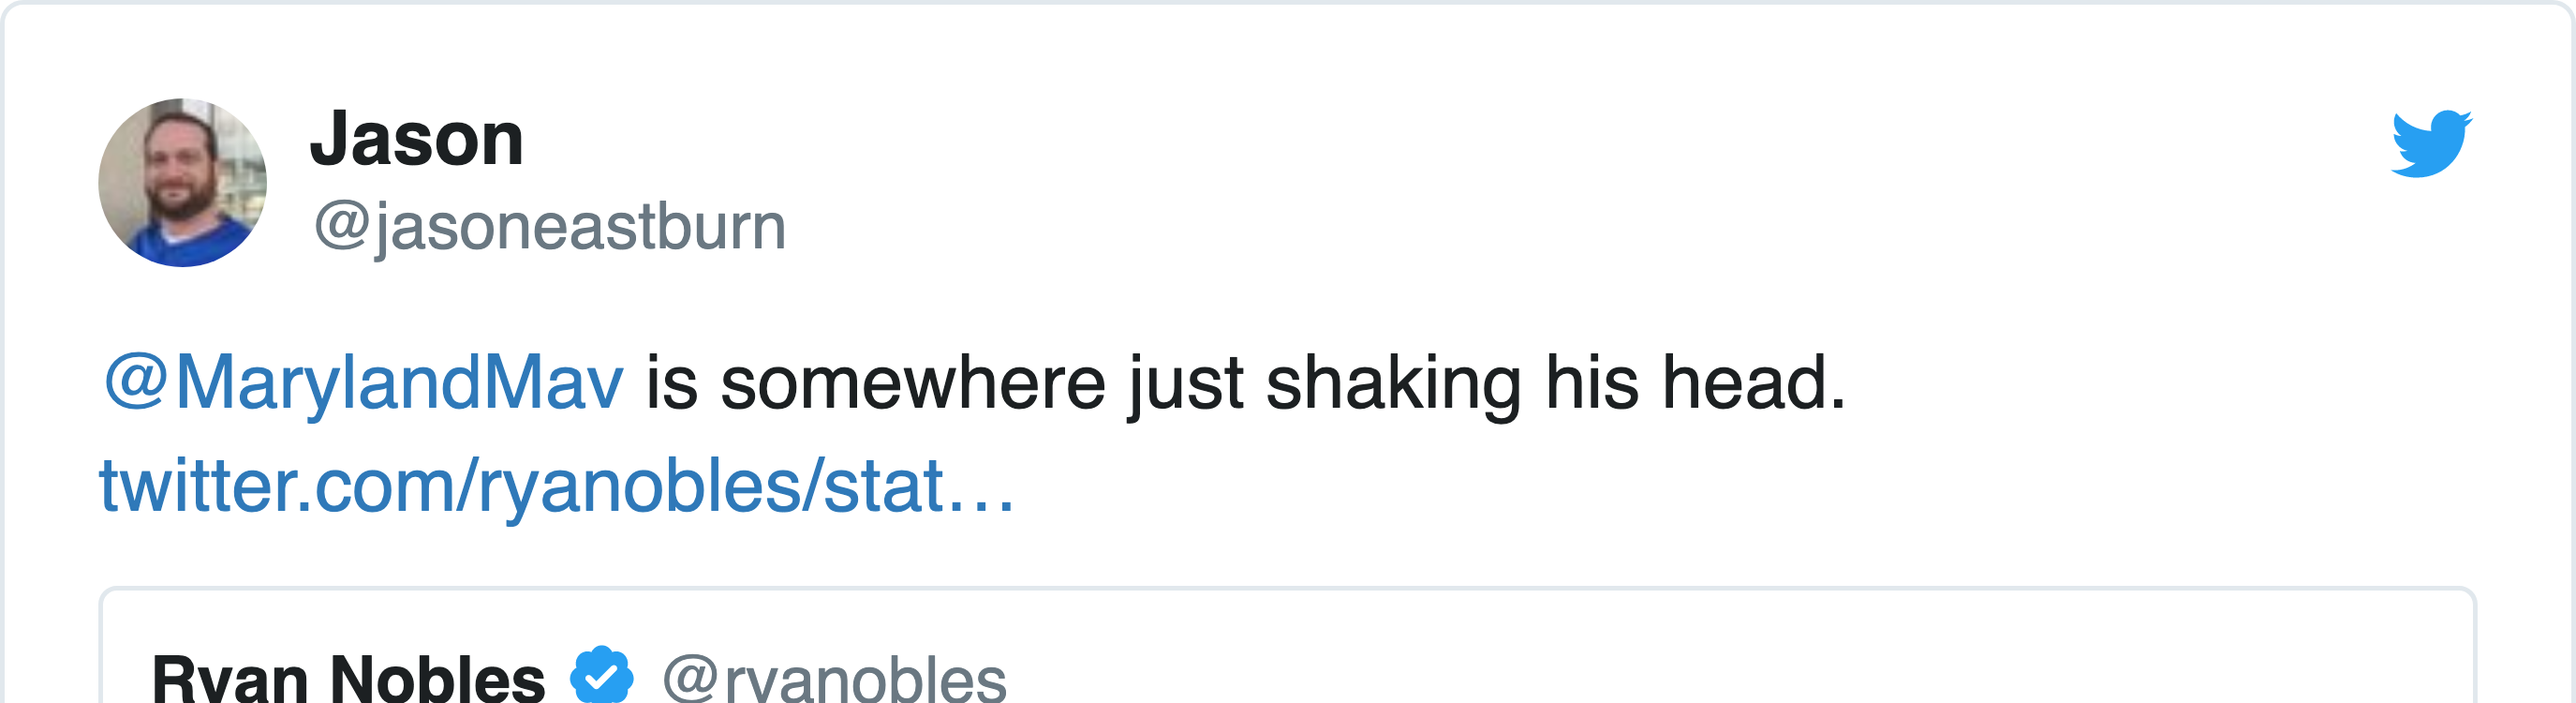 Jason
@jasoneastburn
@MarylandMav is somewhere just shaking his head.
twitter.com/ryanobles/stat…
Ryan Nobles @ryanobles